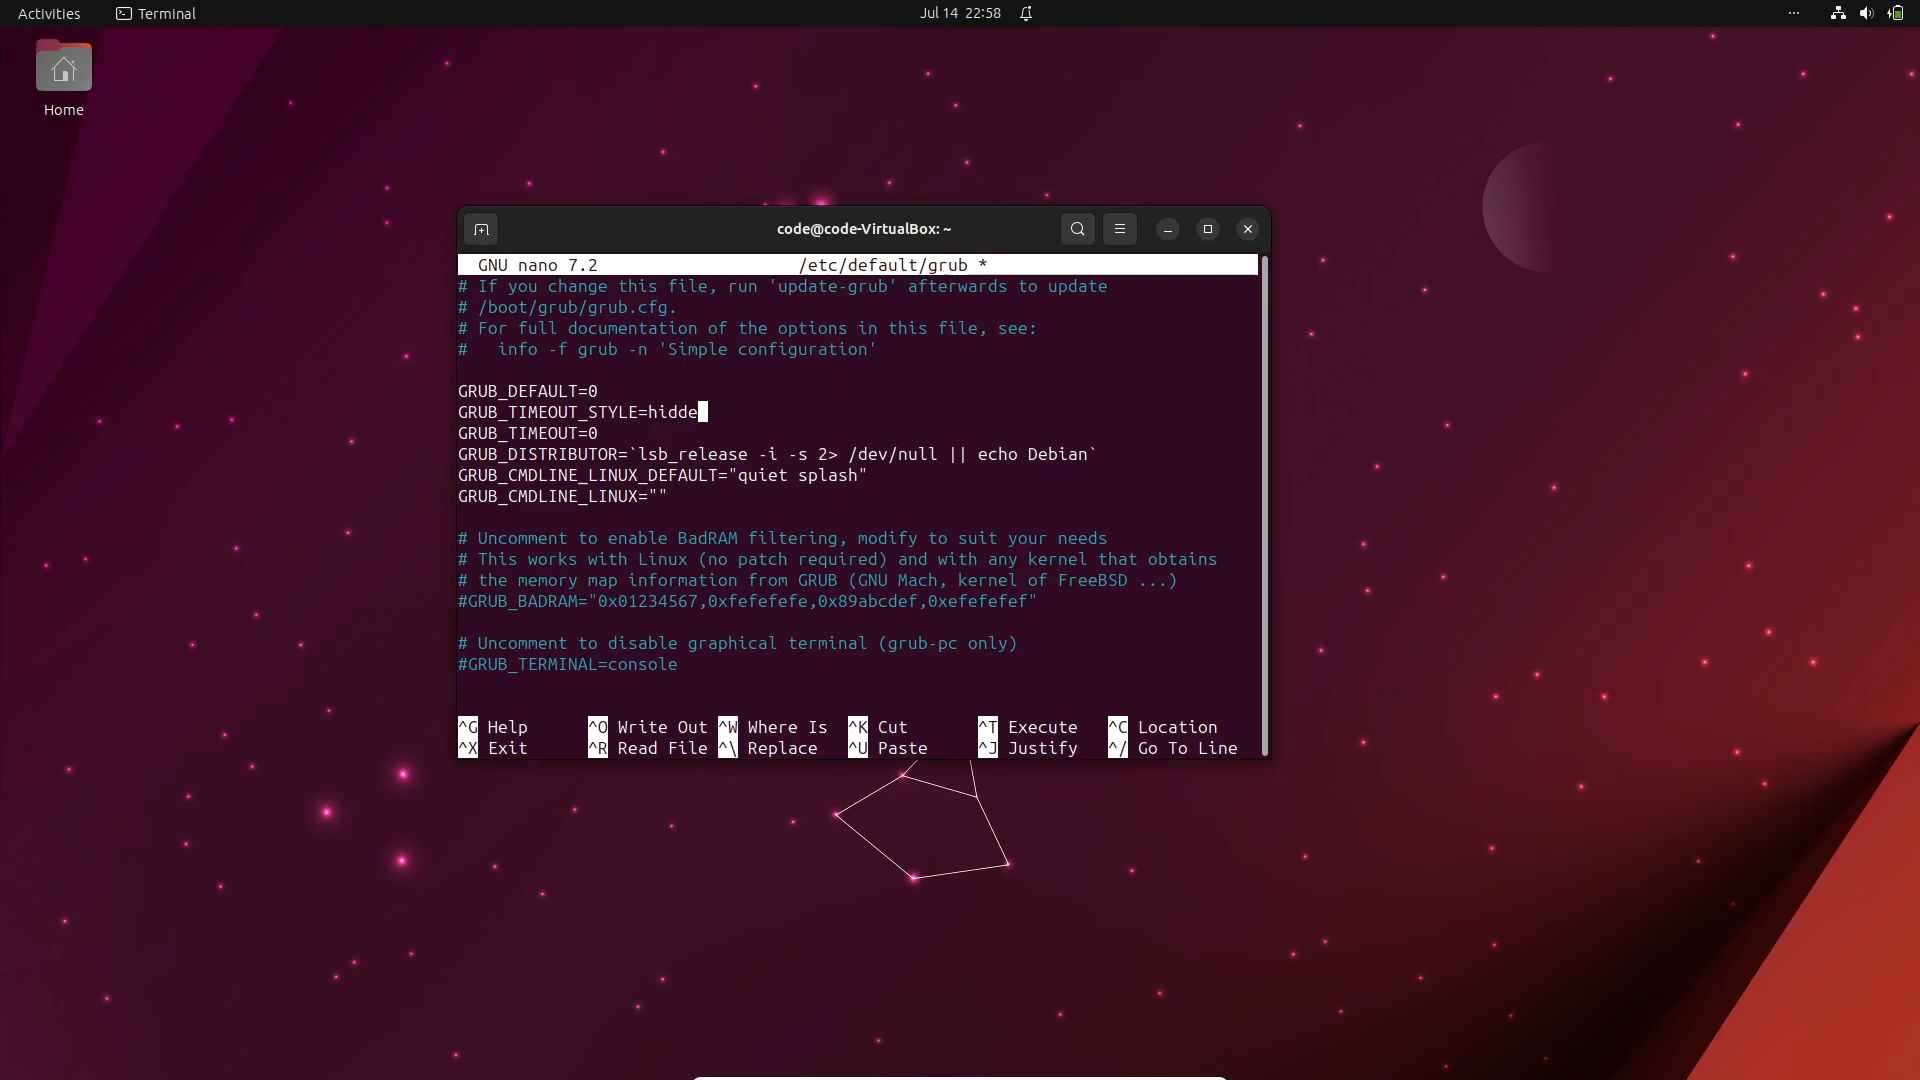 Activities
Terminal
Jul 14 22:58
Home
code@code-VirtualBox: ~
GNU nano 7.2 /etc/default/grub *
# If you change this file, run 'update-grub' afterwards to update
# /boot/grub/grub.cfg.
# For full documentation of the options in this file, see:
#   info -f grub -n 'Simple configuration'
GRUB_DEFAULT=0
GRUB_TIMEOUT_STYLE=hidde
GRUB_TIMEOUT=0
GRUB_DISTRIBUTOR=`lsb_release -i -s 2> /dev/null || echo Debian`
GRUB_CMDLINE_LINUX_DEFAULT="quiet splash"
GRUB_CMDLINE_LINUX=""
# Uncomment to enable BadRAM filtering, modify to suit your needs
# This works with Linux (no patch required) and with any kernel that obtains
# the memory map information from GRUB (GNU Mach, kernel of FreeBSD ...)
#GRUB_BADRAM="0x01234567,0xfefefefe,0x89abcdef,0xefefefef"
# Uncomment to disable graphical terminal (grub-pc only)
#GRUB_TERMINAL=console
^G Help ^O Write Out ^W Where Is ^K Cut ^T Execute ^C Location
^X Exit ^R Read File ^\ Replace ^U Paste ^J Justify ^/ Go To Line